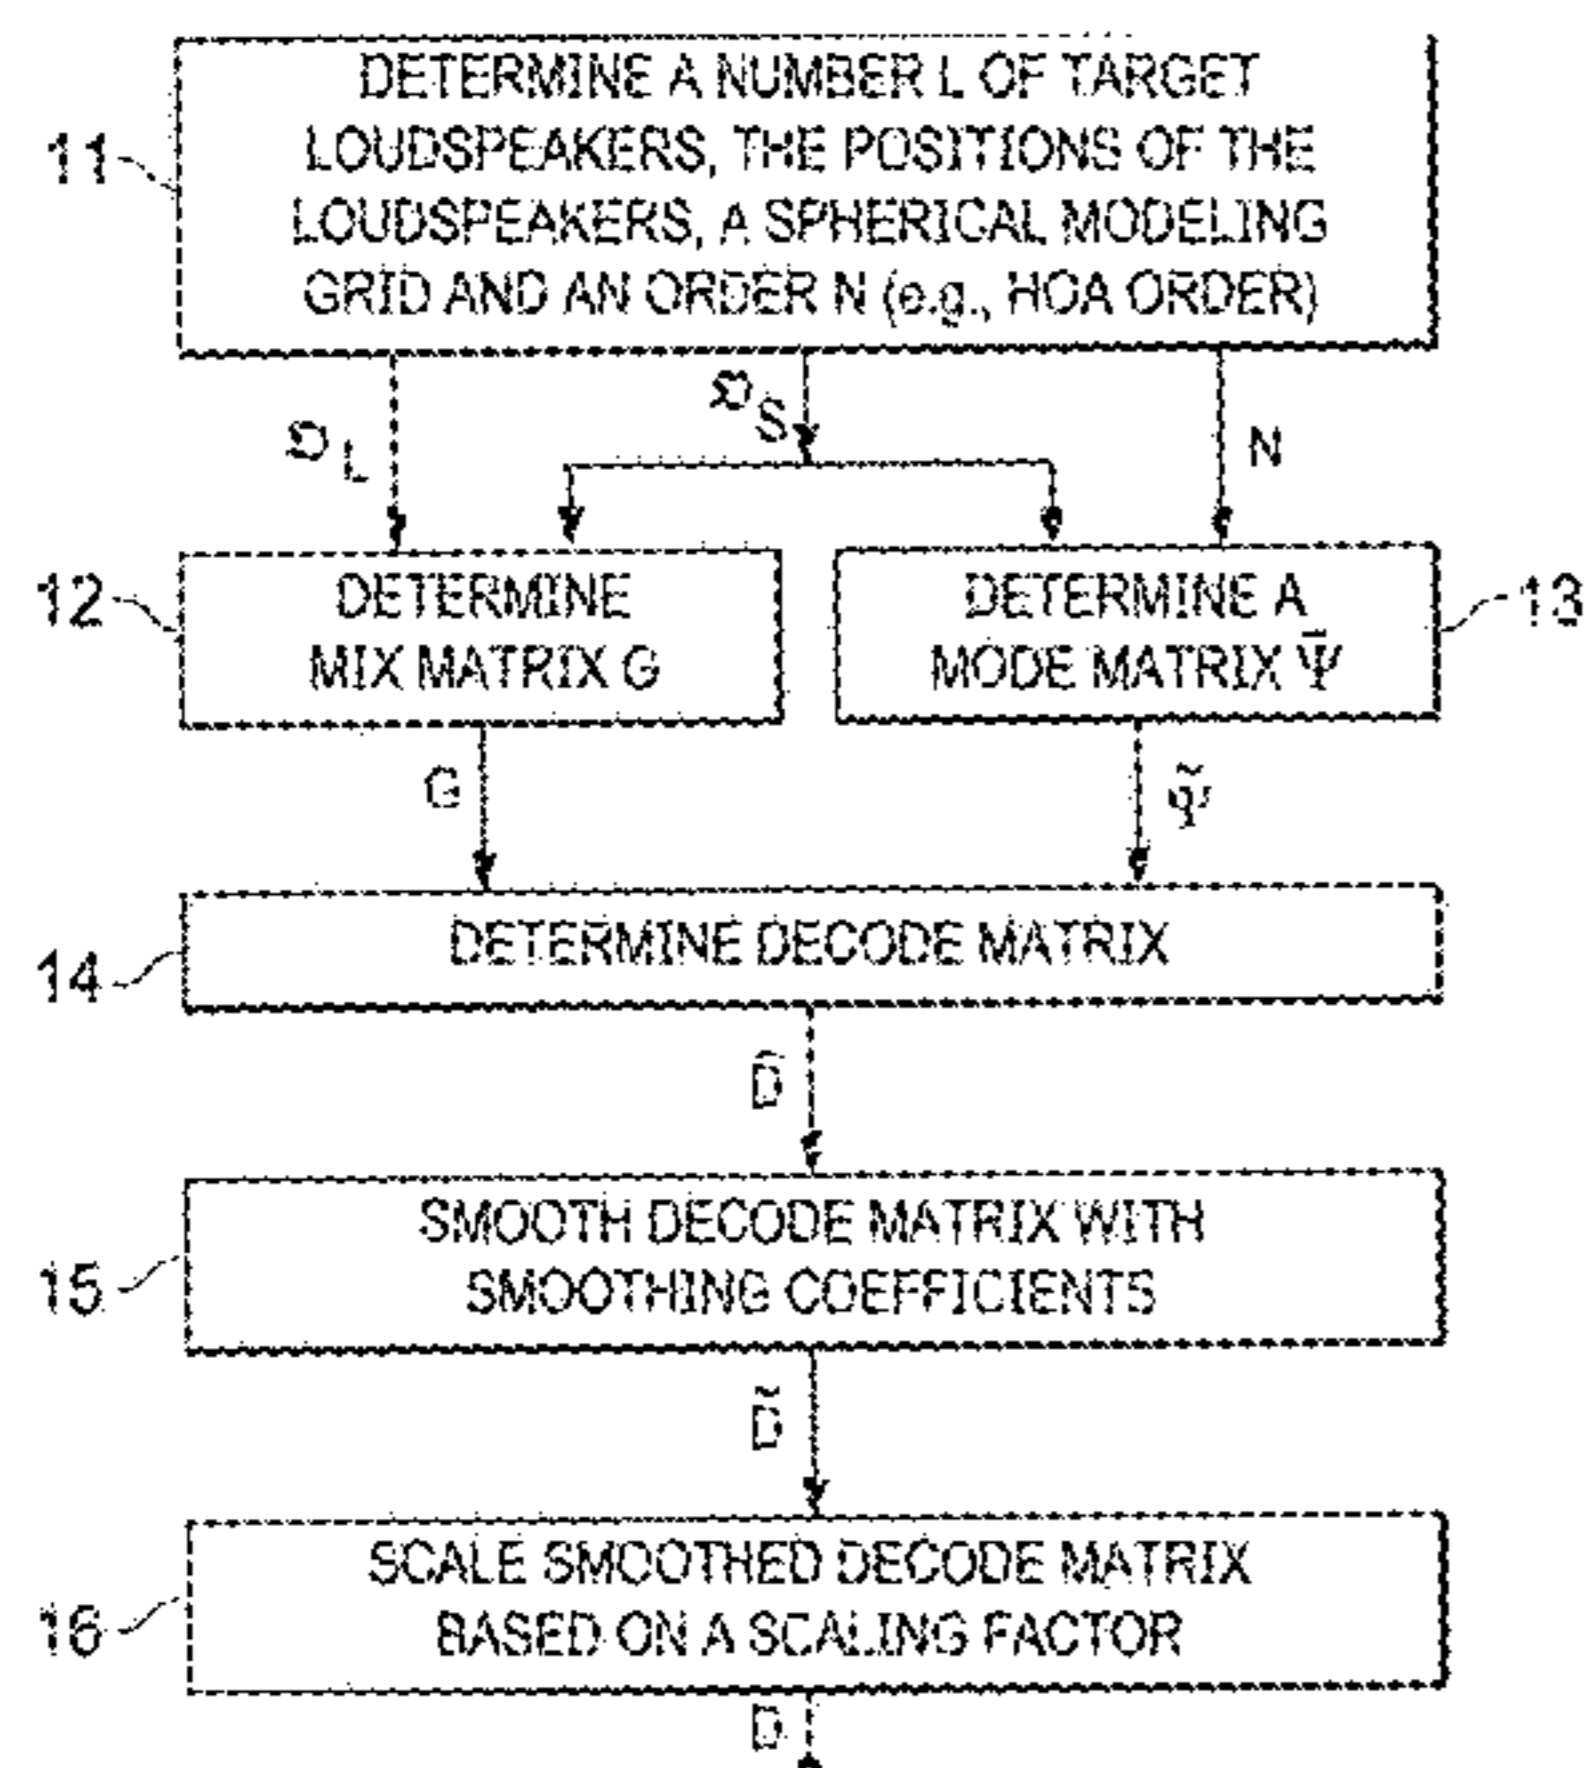 DETERMINE A NUMBER L OF TARGET
LOUDSPEAKERS, THE POSITIONS OF THE
LOUDSPEAKERS, A SPHERICAL MODELING
GRID AND AN ORDER N (e.g., HOA ORDER)
11
𝔇L
𝔇S
N
12
DETERMINE
MIX MATRIX G
DETERMINE A
MODE MATRIX Ψ̄
13
G
Ψ̃
14
DETERMINE DECODE MATRIX
D̂
15
SMOOTH DECODE MATRIX WITH
SMOOTHING COEFFICIENTS
D̃
16
SCALE SMOOTHED DECODE MATRIX
BASED ON A SCALING FACTOR
D